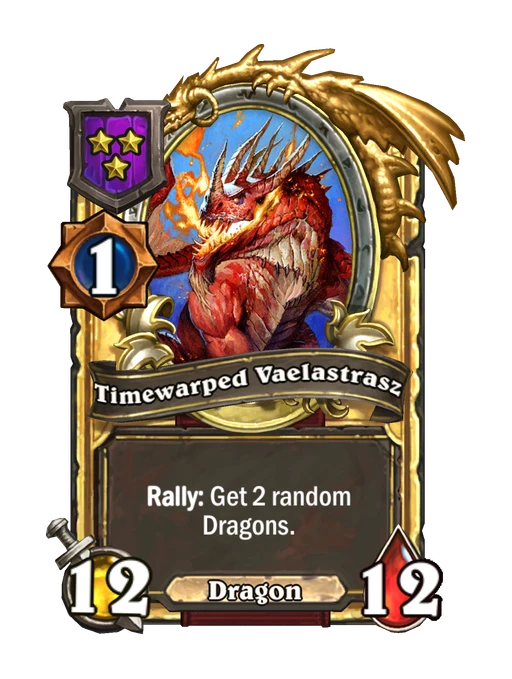 1
Timewarped Vaelastrasz
Rally: Get 2 random
Dragons.
12
Dragon
12